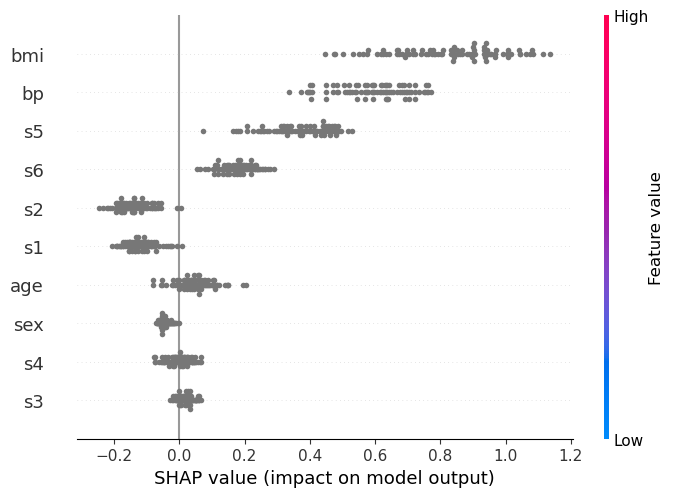 High
bmi
bp
s5
s6
s2
s1
age
sex
s4
s3
Feature value
Low
−0.2 0.0 0.2 0.4 0.6 0.8 1.0 1.2
SHAP value (impact on model output)